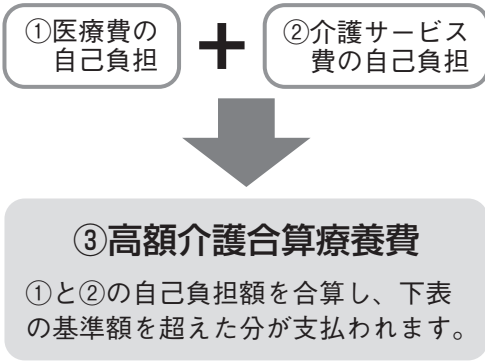 ①医療費の
自己負担
＋
②介護サービス
費の自己負担
③高額介護合算療養費
①と②の自己負担額を合算し、下表
の基準額を超えた分が支払われます。